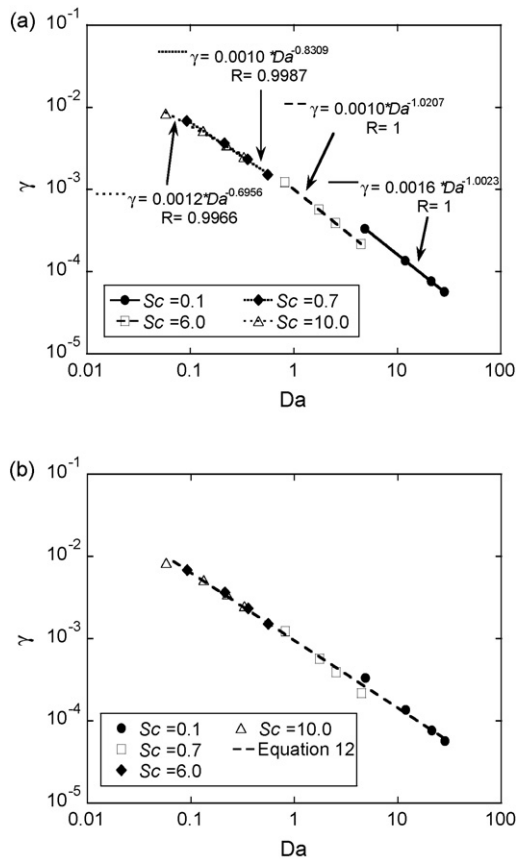 (a)
10^-1
10^-2
10^-3
10^-4
10^-5
γ
γ = 0.0010 *Da^-0.8309
R= 0.9987
γ = 0.0010*Da^-1.0207
R= 1
γ = 0.0016 *Da^-1.0023
R= 1
γ = 0.0012*Da^-0.6956
R= 0.9966
Sc =0.1
Sc =0.7
Sc =6.0
Sc =10.0
0.01 0.1 1 10 100
Da
(b)
10^-1
10^-2
10^-3
10^-4
10^-5
γ
Sc =0.1
Sc =10.0
Sc =0.7
Equation 12
Sc =6.0
0.01 0.1 1 10 100
Da